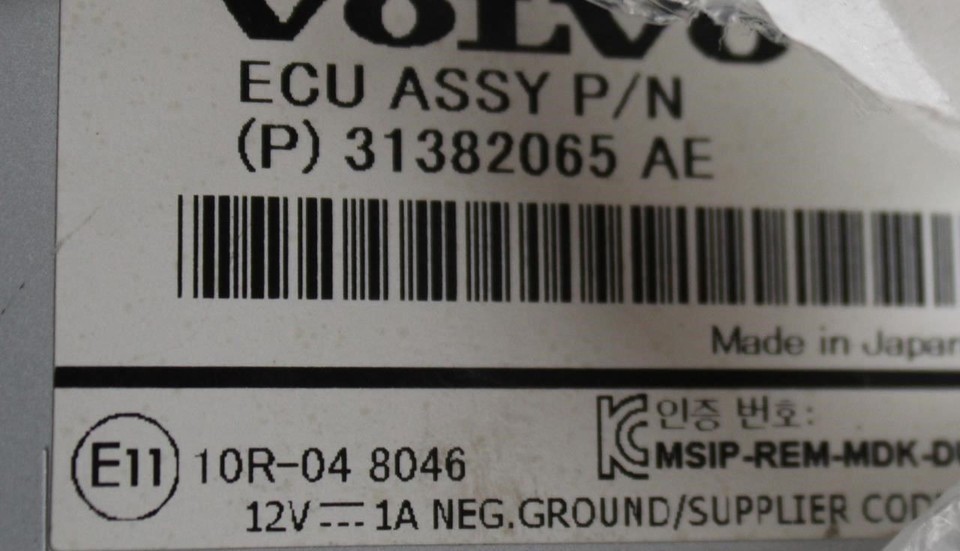 VOLVO
ECU ASSY P/N
(P) 31382065 AE
Made in Japan
E11 10R-04 8046
KC 인증 번호:
MSIP-REM-MDK-
12V 1A NEG.GROUND/SUPPLIER